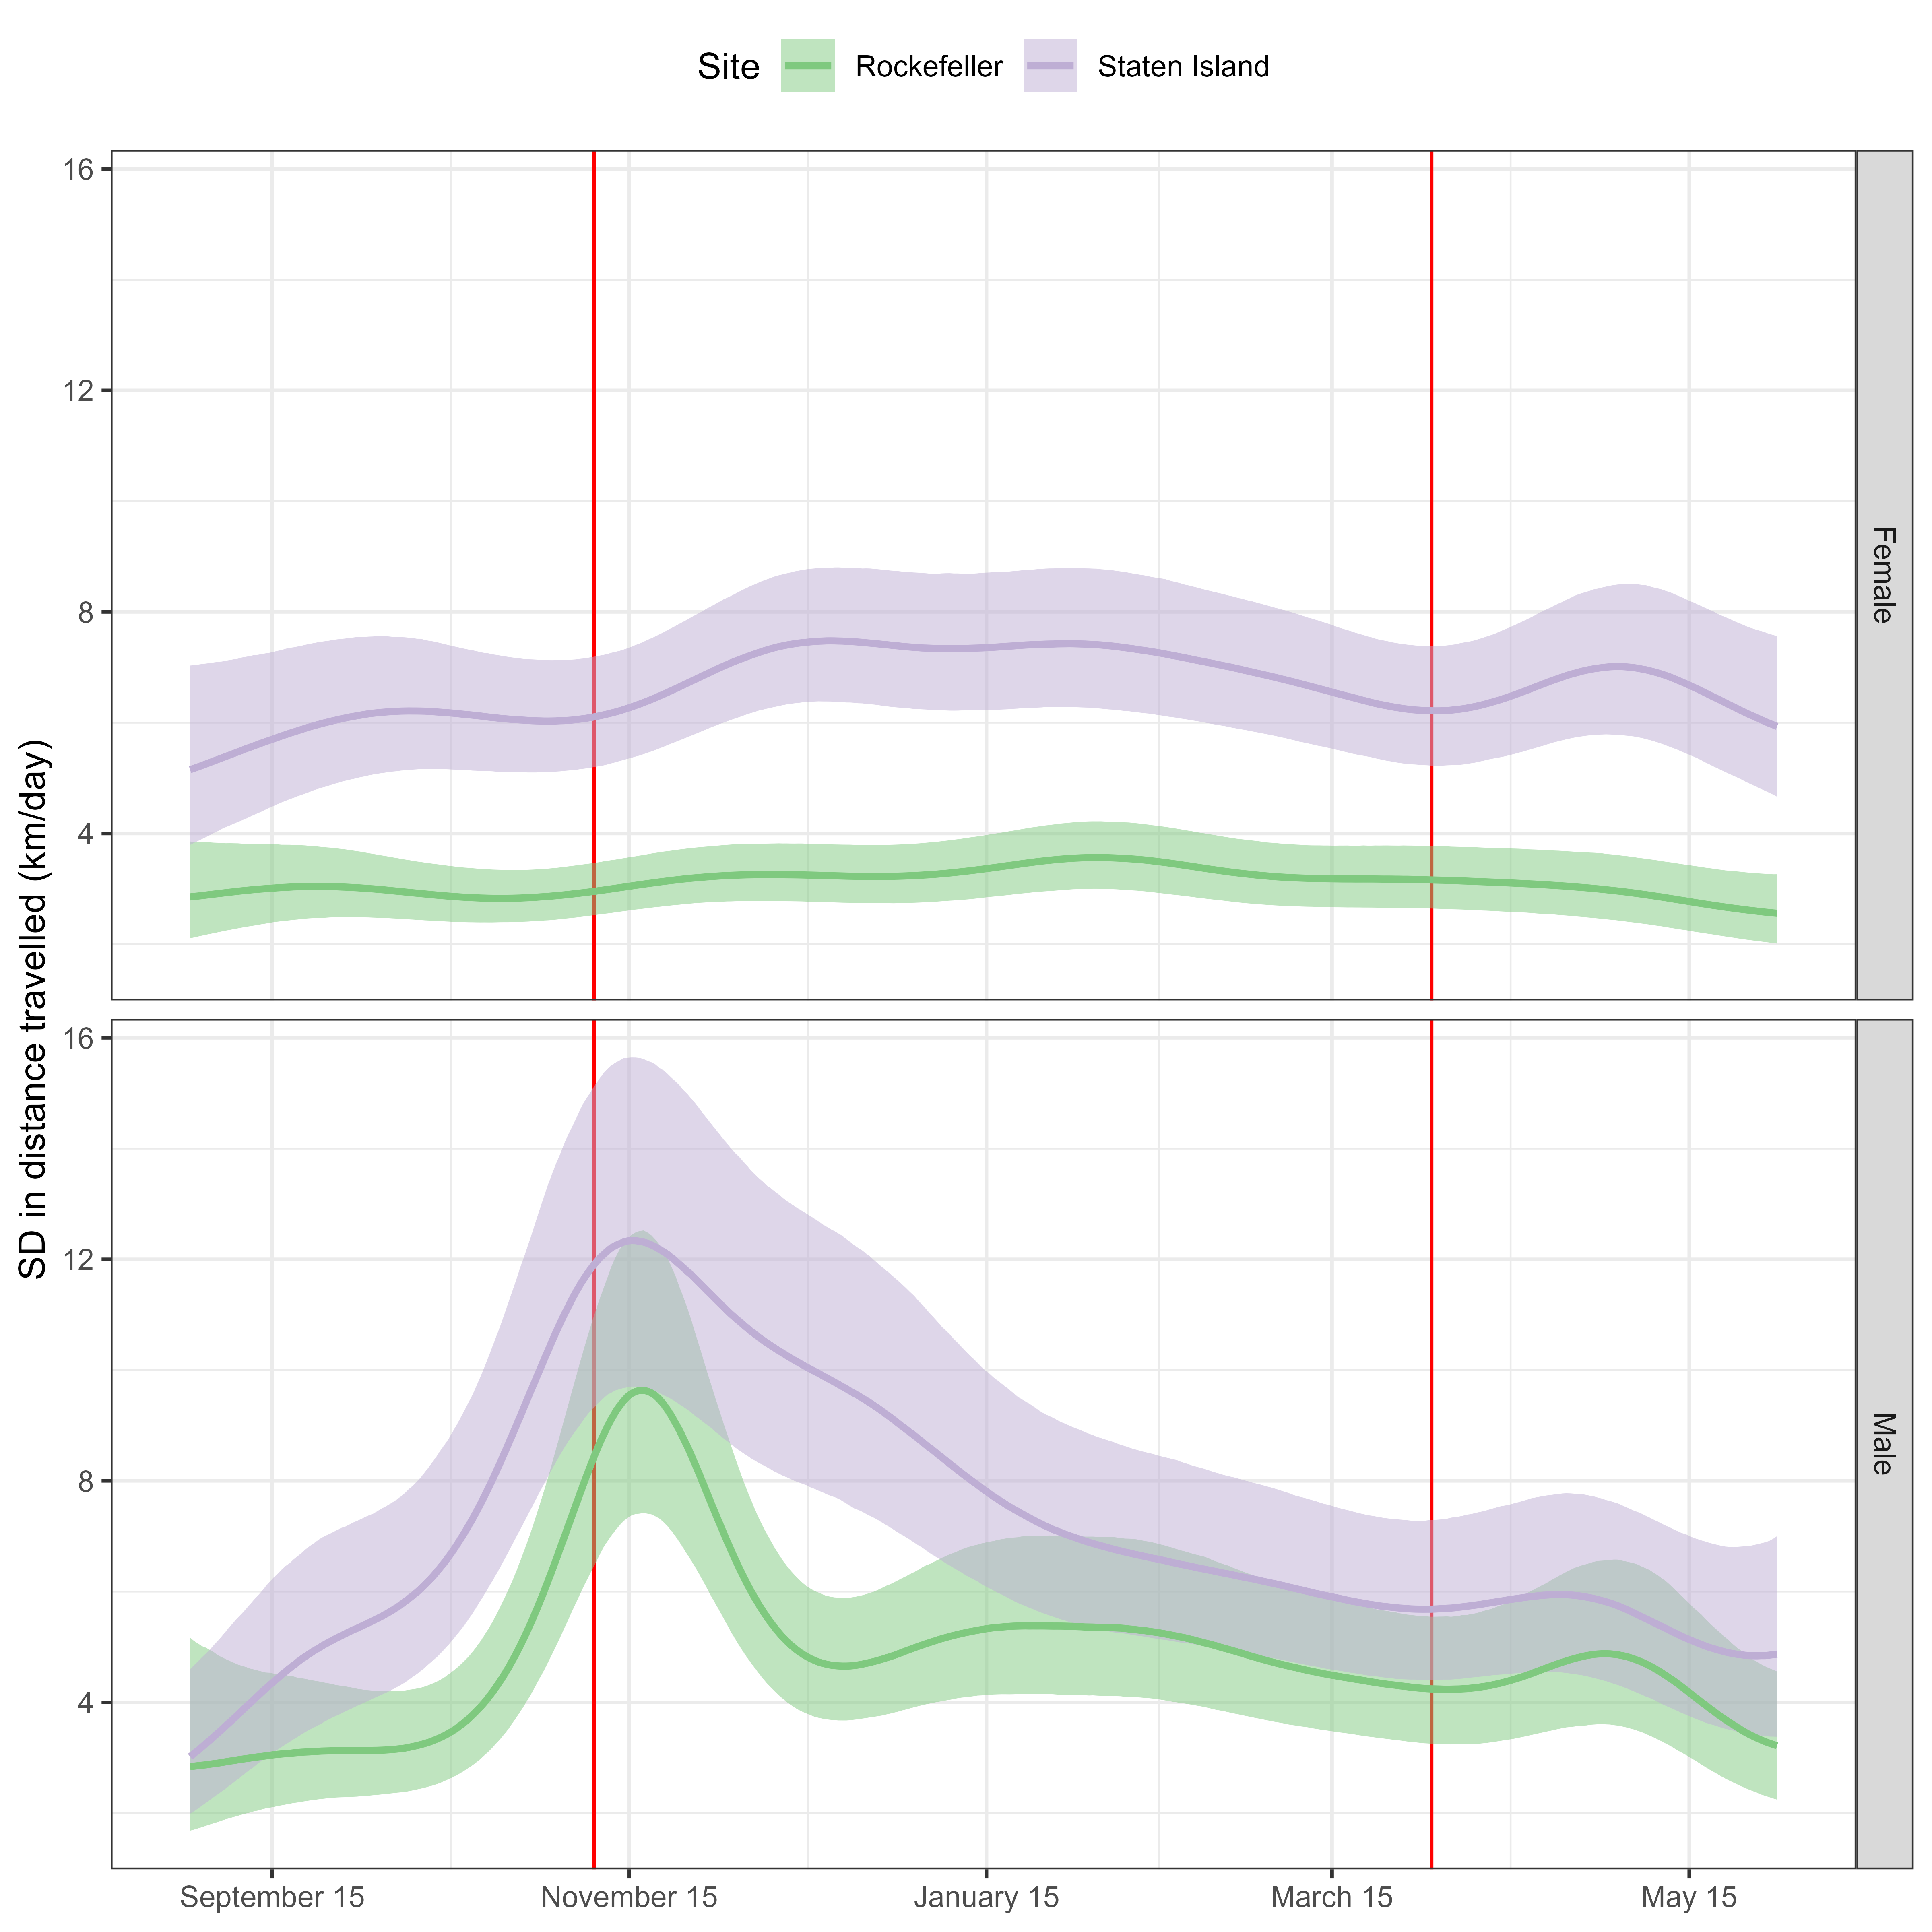 Site Rockefeller Staten Island
SD in distance travelled (km/day)
16
12
8
4
Female
16
12
8
4
Male
September 15 November 15 January 15 March 15 May 15